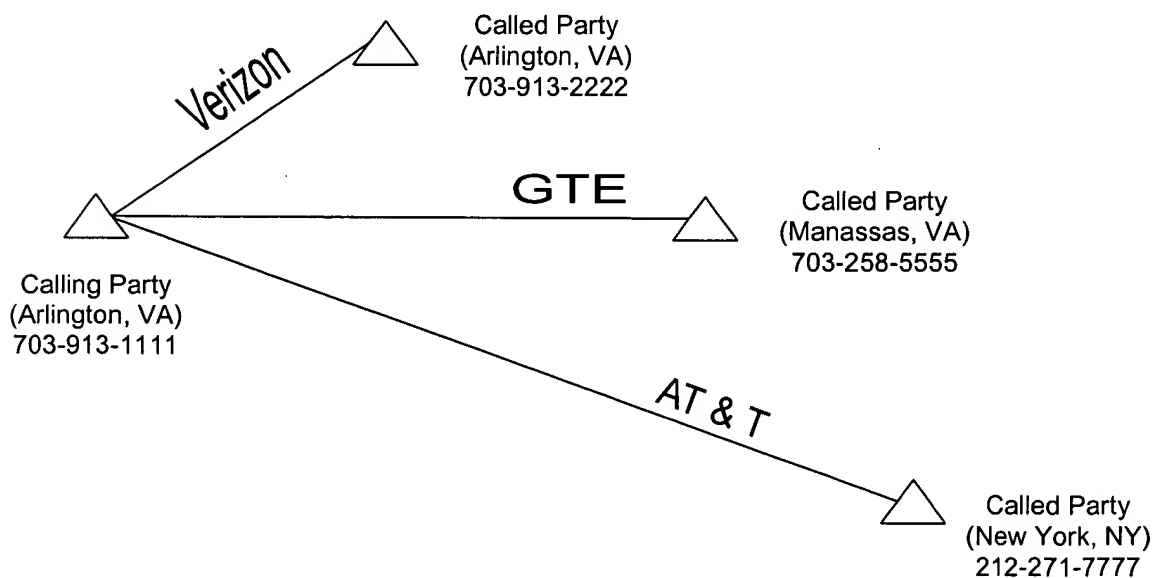 Called Party
(Arlington, VA)
703-913-2222
Verizon
GTE
Called Party
(Manassas, VA)
703-258-5555
Calling Party
(Arlington, VA)
703-913-1111
AT & T
Called Party
(New York, NY)
212-271-7777